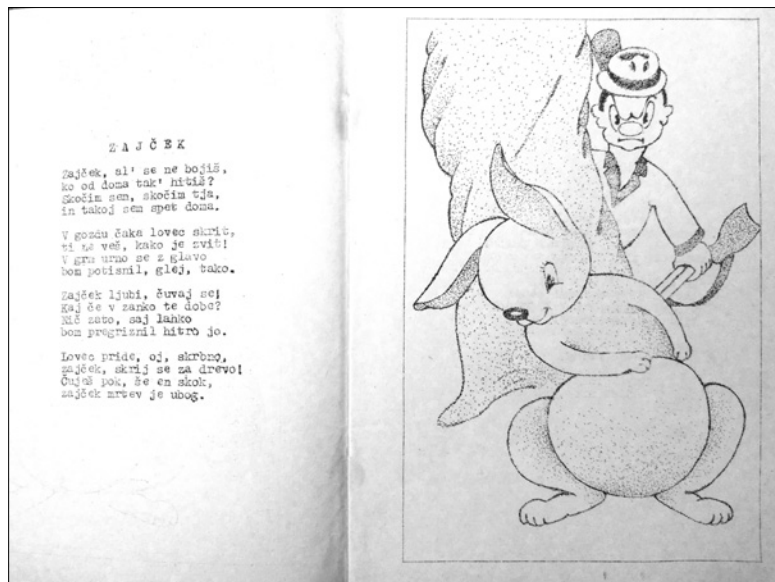 ZAJČEK
Zajček, al' se ne bojiš,
ko od doma tak' hitiš?
Skočim sem, skočim tja,
in takoj sem spet doma.
V gozdu čaka lovec skrit,
ti ne veš, kako je zvit!
V grm urno se z glavo
bom potisnil, glej, tako.
Zajček ljubi, čuvaj se!
Kaj če v zanko te dobe?
Nič zato, saj lahko
bom pregriznil hitro jo.
Lovec pride, oj, skrbno,
zajček, skrij se za drevo!
Čuješ pok, še en skok,
zajček mrtev je ubog.